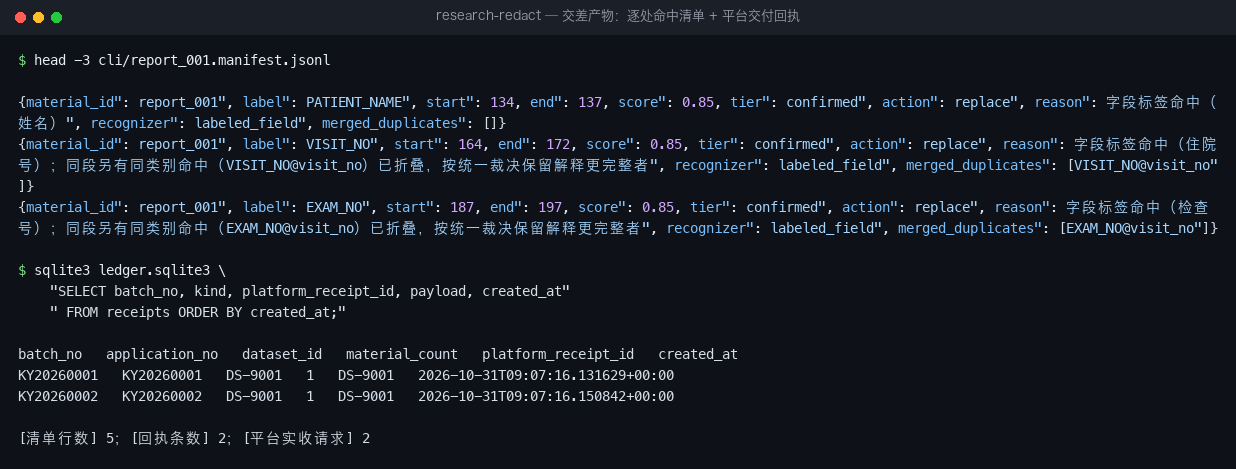 research-redact — 交差产物：逐处命中清单 + 平台交付回执
$ head -3 cli/report_001.manifest.jsonl
{material_id": report_001", label": PATIENT_NAME", start": 134, end": 137, score": 0.85, tier": confirmed", action": replace", reason": 字段标签命中（
姓名）", recognizer": labeled_field", merged_duplicates": []}
{material_id": report_001", label": VISIT_NO", start": 164, end": 172, score": 0.85, tier": confirmed", action": replace", reason": 字段标签命中（住院
号）；同段另有同类别命中（VISIT_NO@visit_no）已折叠，按统一裁决保留解释更完整者", recognizer": labeled_field", merged_duplicates": [VISIT_NO@visit_no"
]}
{material_id": report_001", label": EXAM_NO", start": 187, end": 197, score": 0.85, tier": confirmed", action": replace", reason": 字段标签命中（检查
号）；同段另有同类别命中（EXAM_NO@visit_no）已折叠，按统一裁决保留解释更完整者", recognizer": labeled_field", merged_duplicates": [EXAM_NO@visit_no"]}
$ sqlite3 ledger.sqlite3 \
"SELECT batch_no, kind, platform_receipt_id, payload, created_at"
" FROM receipts ORDER BY created_at;"
batch_no   application_no   dataset_id   material_count   platform_receipt_id   created_at
KY20260001   KY20260001   DS-9001   1   DS-9001   2026-10-31T09:07:16.131629+00:00
KY20260002   KY20260002   DS-9001   1   DS-9001   2026-10-31T09:07:16.150842+00:00
[清单行数] 5; [回执条数] 2; [平台实收请求] 2